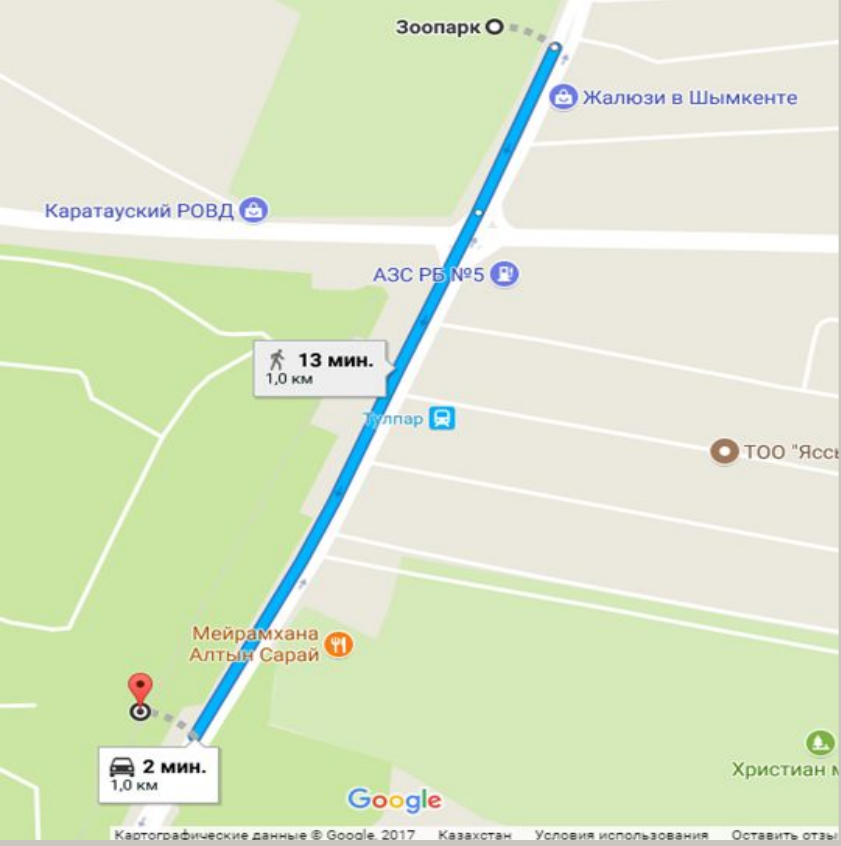 Зоопарк
Жалюзи в Шымкенте
Каратауский РОВД
АЗС РБ №5
13 мин.
1,0 км
Тулпар
ТОО "Яссы
Мейрамхана
Алтын Сарай
2 мин.
1,0 км
Христиан м
Google
Картографические данные © Google, 2017 Казахстан Условия использования Оставить отзы